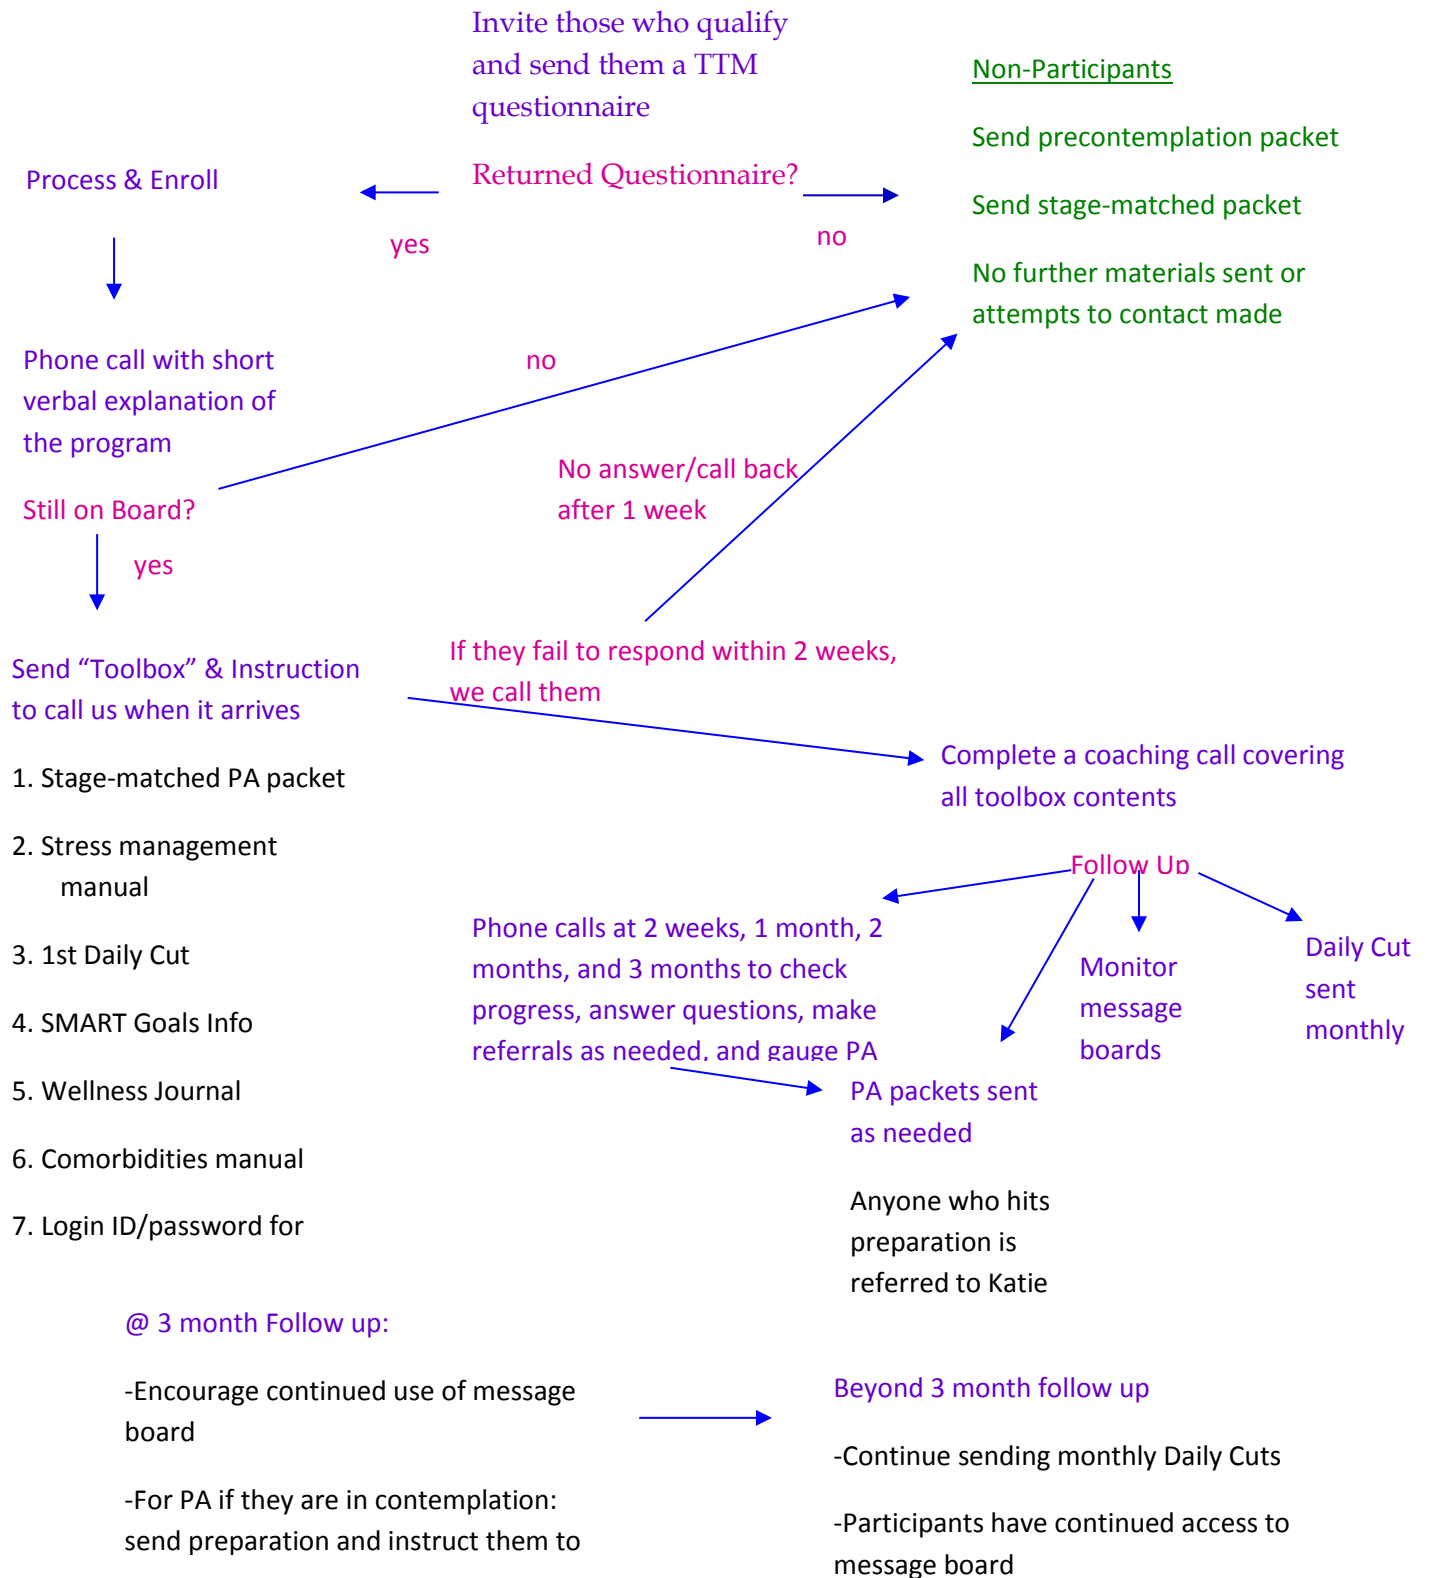 Invite those who qualify
and send them a TTM
questionnaire
Returned Questionnaire?
yes
no
Non-Participants
Send precontemplation packet
Send stage-matched packet
No further materials sent or
attempts to contact made
Process & Enroll
Phone call with short
verbal explanation of
the program
Still on Board?
no
yes
No answer/call back
after 1 week
If they fail to respond within 2 weeks,
we call them
Send “Toolbox” & Instruction
to call us when it arrives
1. Stage-matched PA packet
2. Stress management
manual
3. 1st Daily Cut
4. SMART Goals Info
5. Wellness Journal
6. Comorbidities manual
7. Login ID/password for
Complete a coaching call covering
all toolbox contents
Follow Up
Phone calls at 2 weeks, 1 month, 2
months, and 3 months to check
progress, answer questions, make
referrals as needed, and gauge PA
Monitor
message
boards
Daily Cut
sent
monthly
PA packets sent
as needed
Anyone who hits
preparation is
referred to Katie
@ 3 month Follow up:
-Encourage continued use of message
board
-For PA if they are in contemplation:
send preparation and instruct them to
Beyond 3 month follow up
-Continue sending monthly Daily Cuts
-Participants have continued access to
message board